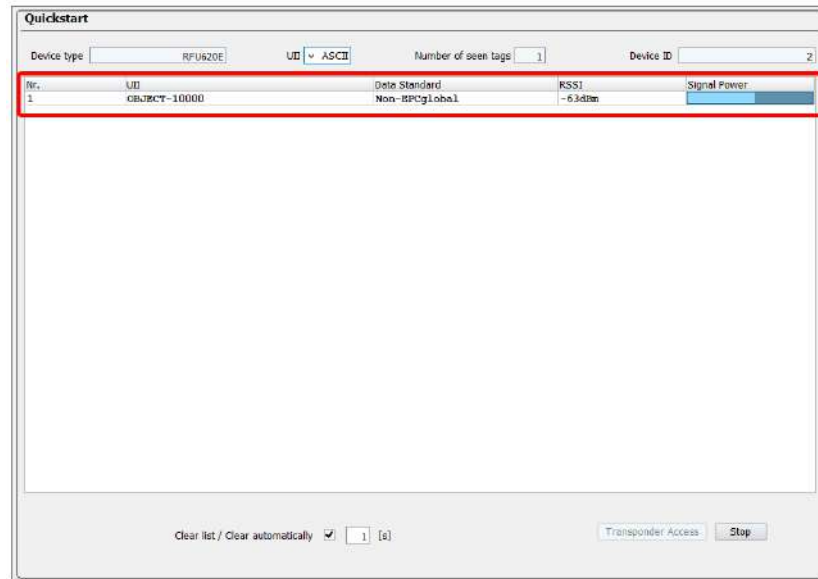 Quickstart
Device type RFU620E UII ASCII Number of seen tags 1 Device ID 2
Nr. UII Data Standard RSSI Signal Power
1 OBJECT-10000 Non-EPCglobal -63dBm
Clear list / Clear automatically 1 [s] Transponder Access Stop